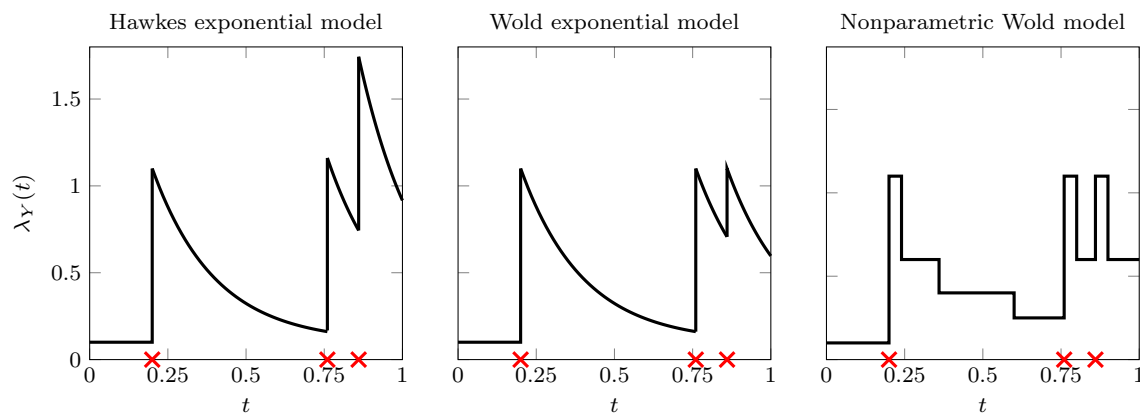 Hawkes exponential model
Wold exponential model
Nonparametric Wold model
1.5
1
0.5
0
λ_Y(t)
0 0.25 0.5 0.75 1
0 0.25 0.5 0.75 1
0 0.25 0.5 0.75 1
t
t
t